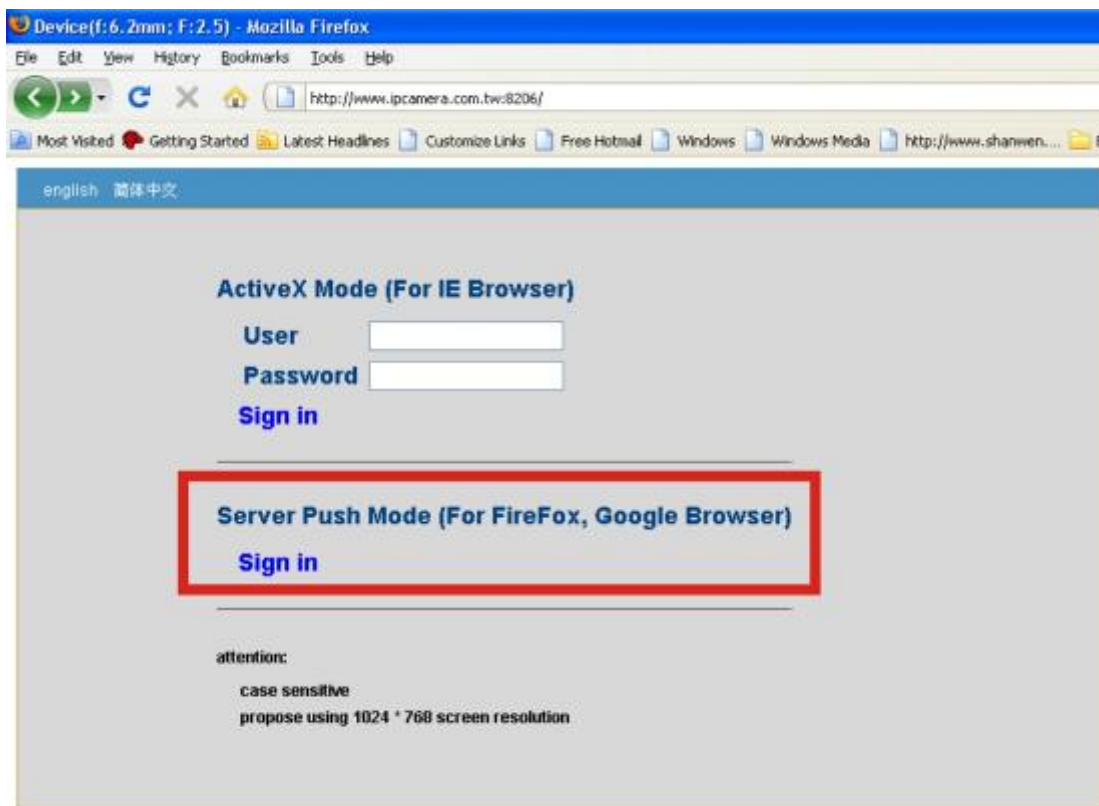 Device(f:6.2mm; F:2.5) - Mozilla Firefox
File Edit View History Bookmarks Tools Help
http://www.ipcamera.com.tw:8206/
Most Visited Getting Started Latest Headlines Customize Links Free Hotmail Windows Windows Media http://www.shanwen....
english 简体中文
ActiveX Mode (For IE Browser)
User
Password
Sign in
Server Push Mode (For FireFox, Google Browser)
Sign in
attention:
case sensitive
propose using 1024 * 768 screen resolution